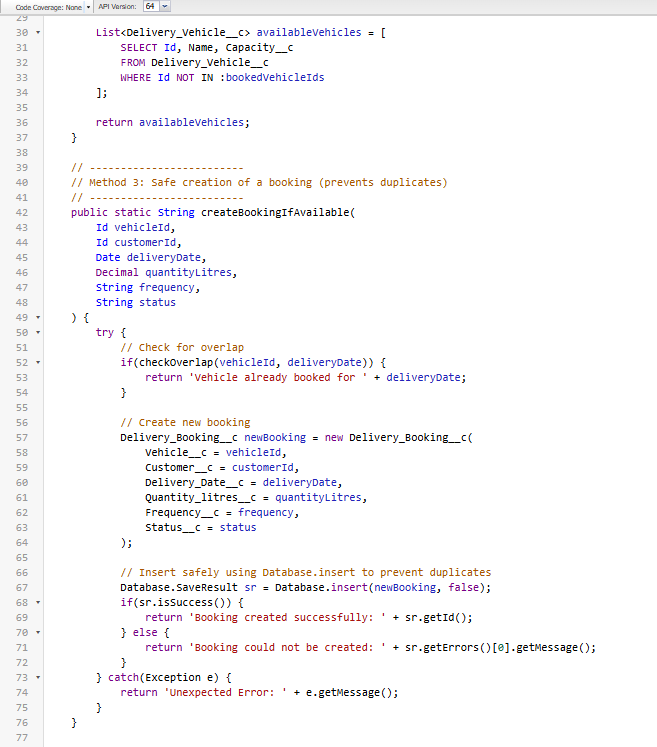 Code Coverage: None API Version: 64
29
30 List<Delivery_Vehicle__c> availableVehicles = [
31 SELECT Id, Name, Capacity__c
32 FROM Delivery_Vehicle__c
33 WHERE Id NOT IN :bookedVehicleIds
34 ];
35
36 return availableVehicles;
37 }
38
39 // -------------------------
40 // Method 3: Safe creation of a booking (prevents duplicates)
41 // -------------------------
42 public static String createBookingIfAvailable(
43 Id vehicleId,
44 Id customerId,
45 Date deliveryDate,
46 Decimal quantityLitres,
47 String frequency,
48 String status
49 ) {
50 try {
51 // Check for overlap
52 if(checkOverlap(vehicleId, deliveryDate)) {
53 return 'Vehicle already booked for ' + deliveryDate;
54 }
55
56 // Create new booking
57 Delivery_Booking__c newBooking = new Delivery_Booking__c(
58 Vehicle__c = vehicleId,
59 Customer__c = customerId,
60 Delivery_Date__c = deliveryDate,
61 Quantity_litres__c = quantityLitres,
62 Frequency__c = frequency,
63 Status__c = status
64 );
65
66 // Insert safely using Database.insert to prevent duplicates
67 Database.SaveResult sr = Database.insert(newBooking, false);
68 if(sr.isSuccess()) {
69 return 'Booking created successfully: ' + sr.getId();
70 } else {
71 return 'Booking could not be created: ' + sr.getErrors()[0].getMessage();
72 }
73 } catch(Exception e) {
74 return 'Unexpected Error: ' + e.getMessage();
75 }
76 }
77